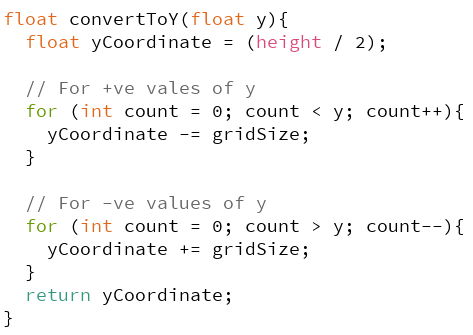 float convertToY(float y){
  float yCoordinate = (height / 2);

  // For +ve vales of y
  for (int count = 0; count < y; count++){
    yCoordinate -= gridSize;
  }

  // For -ve values of y
  for (int count = 0; count > y; count--){
    yCoordinate += gridSize;
  }
  return yCoordinate;
}